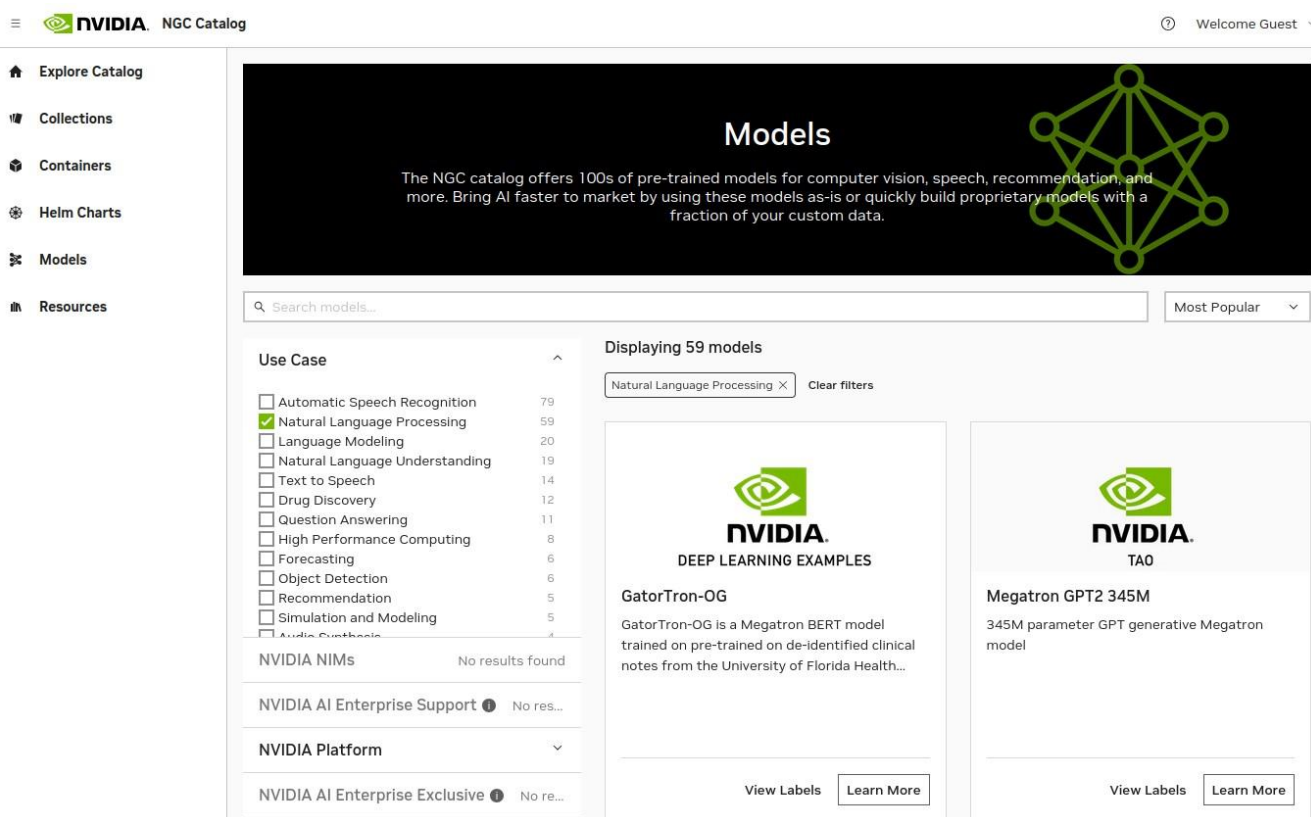 NVIDIA. NGC Catalog
Welcome Guest
Explore Catalog
Collections
Containers
Helm Charts
Models
Resources
Models
The NGC catalog offers 100s of pre-trained models for computer vision, speech, recommendation, and
more. Bring AI faster to market by using these models as-is or quickly build proprietary models with a
fraction of your custom data.
Search models...
Most Popular
Use Case
Automatic Speech Recognition 79
Natural Language Processing 59
Language Modeling 20
Natural Language Understanding 19
Text to Speech 14
Drug Discovery 12
Question Answering 11
High Performance Computing 8
Forecasting 6
Object Detection 6
Recommendation 5
Simulation and Modeling 5
Audio Synthesis 4
NVIDIA NIMs No results found
NVIDIA AI Enterprise Support No res...
NVIDIA Platform
NVIDIA AI Enterprise Exclusive No re...
Displaying 59 models
Natural Language Processing × Clear filters
NVIDIA.
DEEP LEARNING EXAMPLES
GatorTron-OG
GatorTron-OG is a Megatron BERT model
trained on pre-trained on de-identified clinical
notes from the University of Florida Health...
View Labels Learn More
NVIDIA.
TAO
Megatron GPT2 345M
345M parameter GPT generative Megatron
model
View Labels Learn More